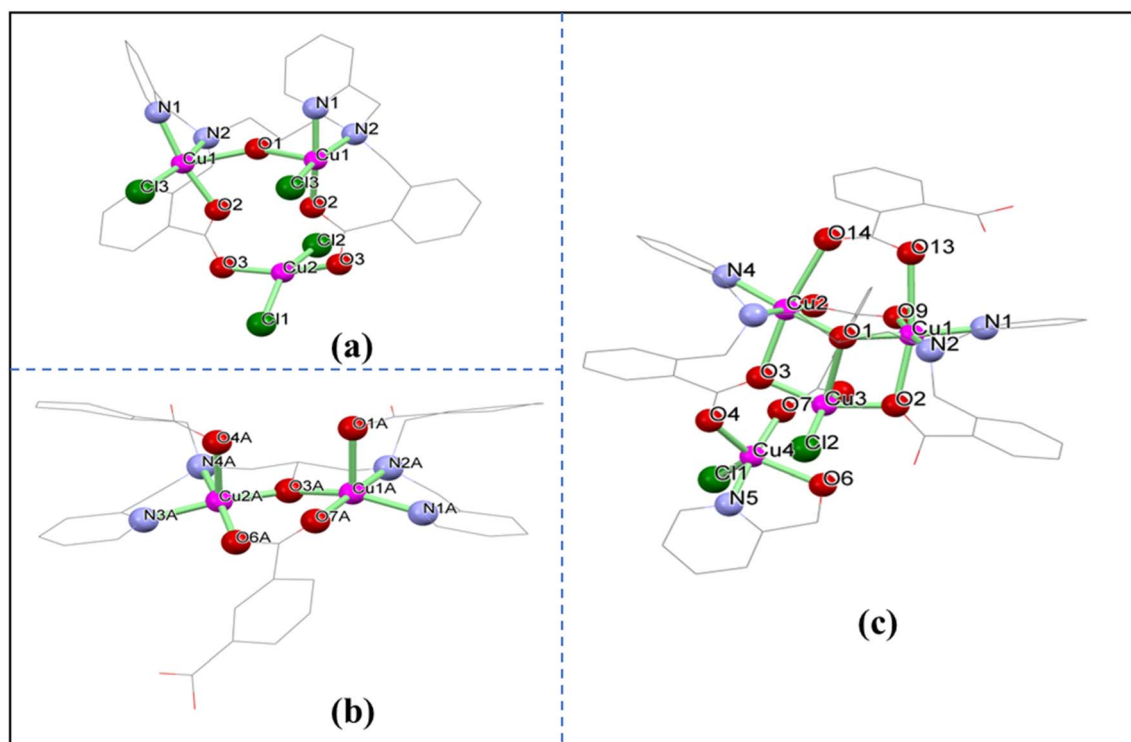 N1
N1
N2
N2
O1
Cu1
Cu1
Cl3
Cl3
O2
O2
Cl2
O3
O3
Cu2
Cl1
(a)
O4A
O1A
N4A
N2A
Cu2A
O3A
Cu1A
N3A
N1A
O7A
O6A
(b)
O14
O13
N4
Cu2
O9
O1
Cu1
N1
N2
O3
O7
Cu3
O2
O4
Cl2
Cu4
Cl1
O6
N5
(c)